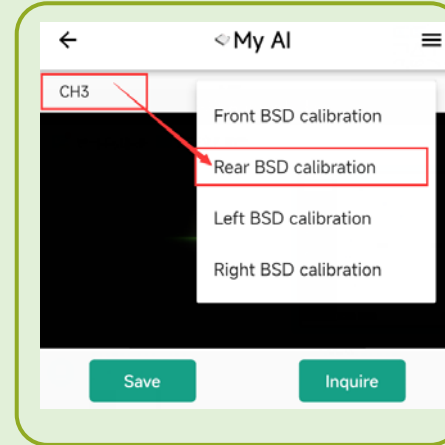 My AI
CH3
Front BSD calibration
Rear BSD calibration
Left BSD calibration
Right BSD calibration
Save
Inquire